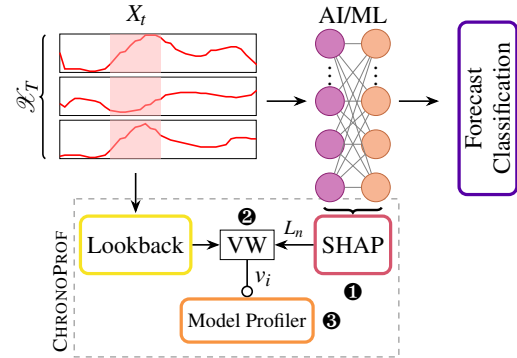 X_t
AI/ML
𝒳_T
Forecast
Classification
❷
Lookback
VW
L_n
SHAP
v_i
❶
Model Profiler
❸
CHRONOPROF